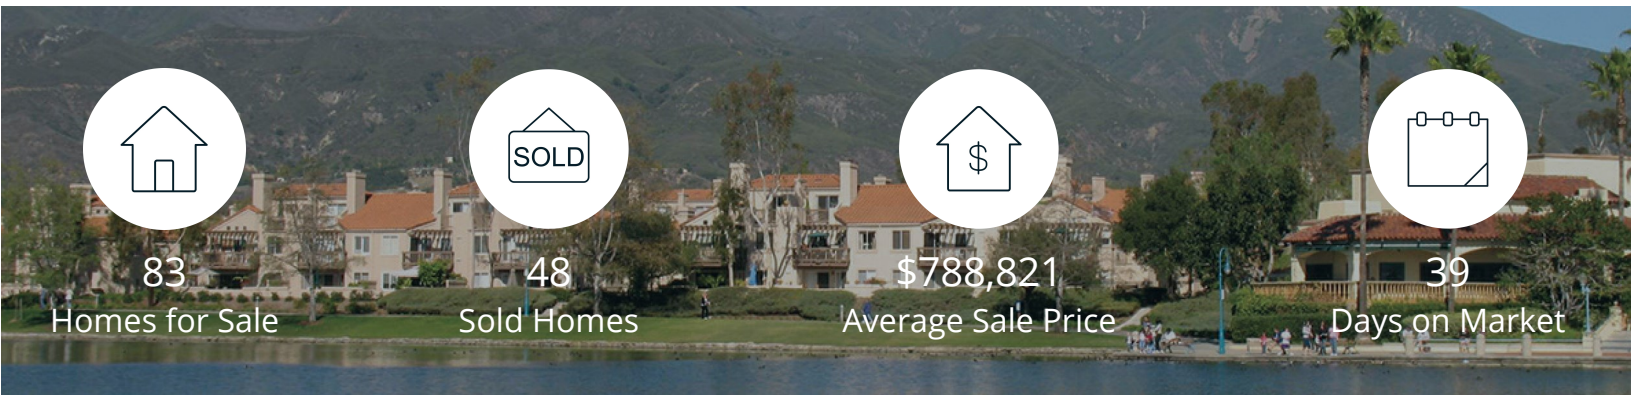 SOLD
$
83
Homes for Sale
48
Sold Homes
$788,821
Average Sale Price
39
Days on Market